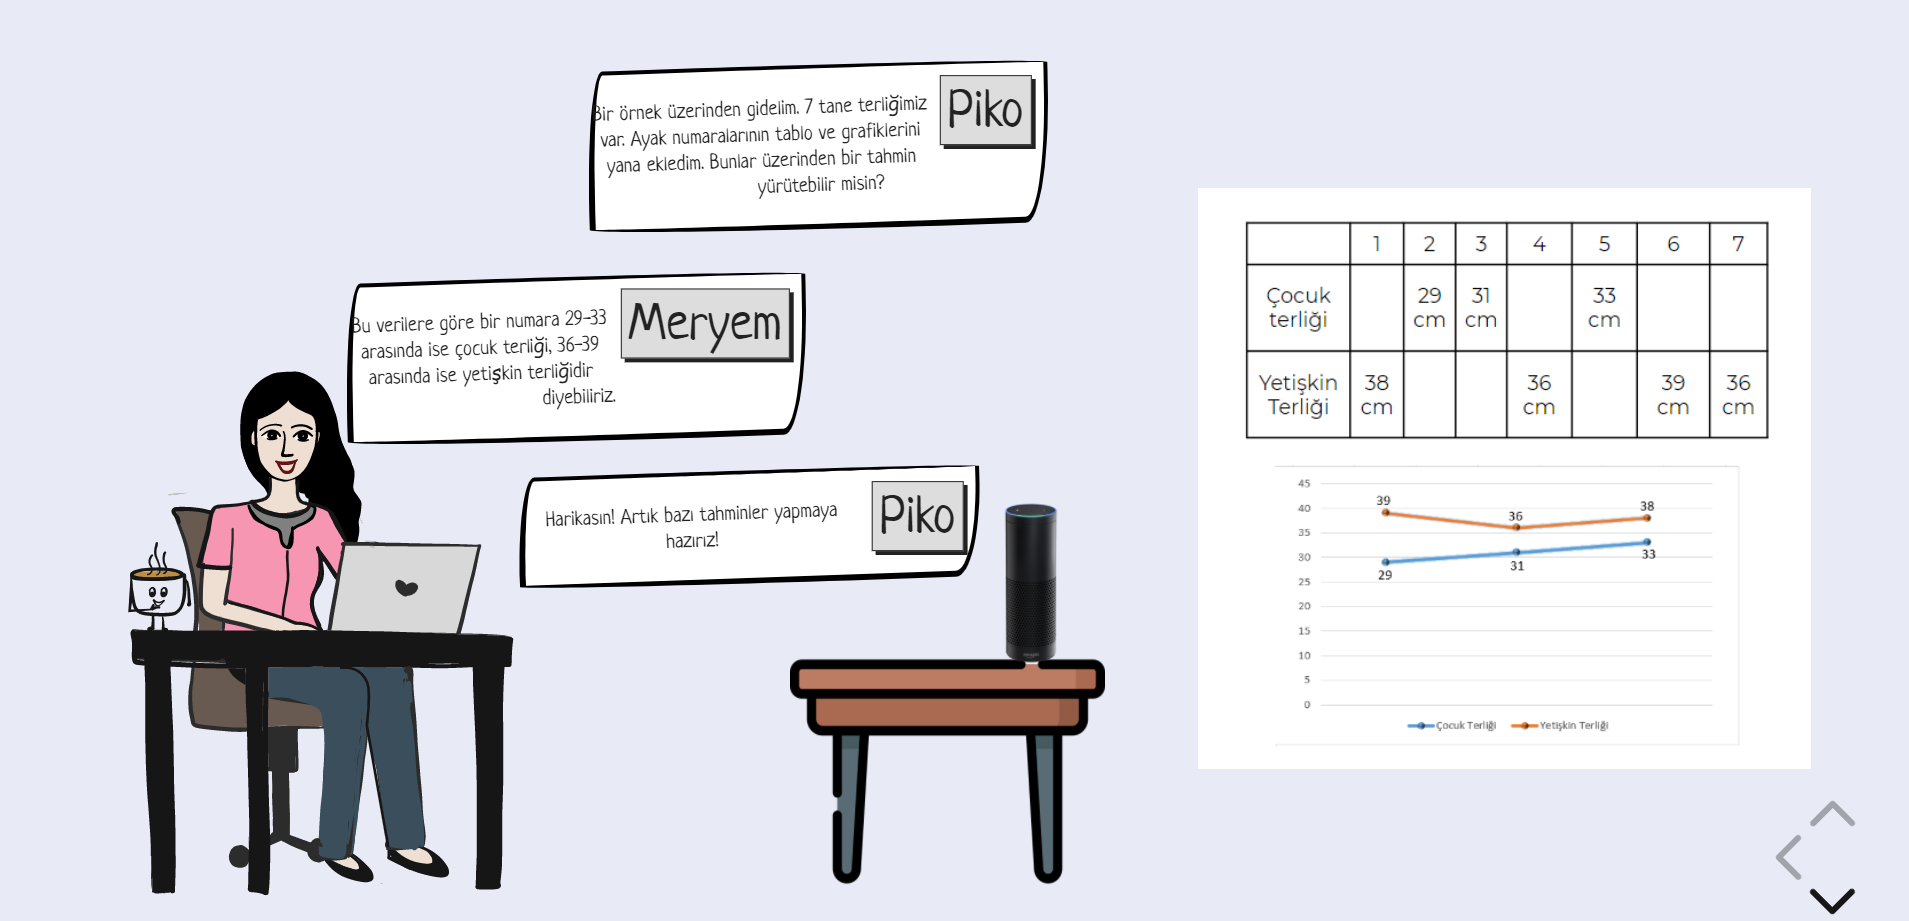 Bir örnek üzerinden gidelim. 7 tane terliğimiz
var. Ayak numaralarının tablo ve grafiklerini
yana ekledim. Bunlar üzerinden bir tahmin
yürütebilir misin?
Piko
Bu verilere göre bir numara 29-33
arasında ise çocuk terliği, 36-39
arasında ise yetişkin terliğidir
diyebiliriz.
Meryem
Harikasın! Artık bazı tahminler yapmaya
hazırız!
Piko
1 2 3 4 5 6 7
Çocuk terliği 29 cm 31 cm 33 cm
Yetişkin Terliği 38 cm 36 cm 39 cm 36 cm
45
40
35
30
25
20
15
10
5
0
39 36 38
29 31 33
Çocuk Terliği Yetişkin Terliği